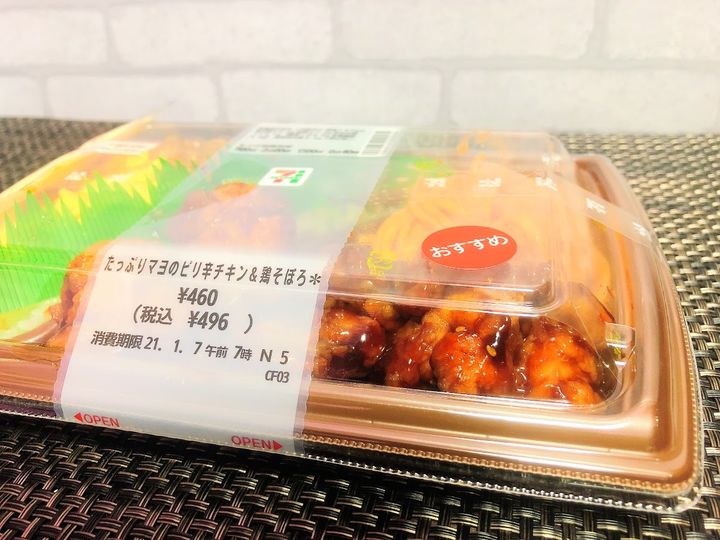 7
おすすめ
たっぷりマヨのピリ辛チキン&鶏そぼろ*
¥460
(税込 ¥496 )
消費期限 21. 1. 7 午前 7時 N 5
CF03
◀OPEN
OPEN▶